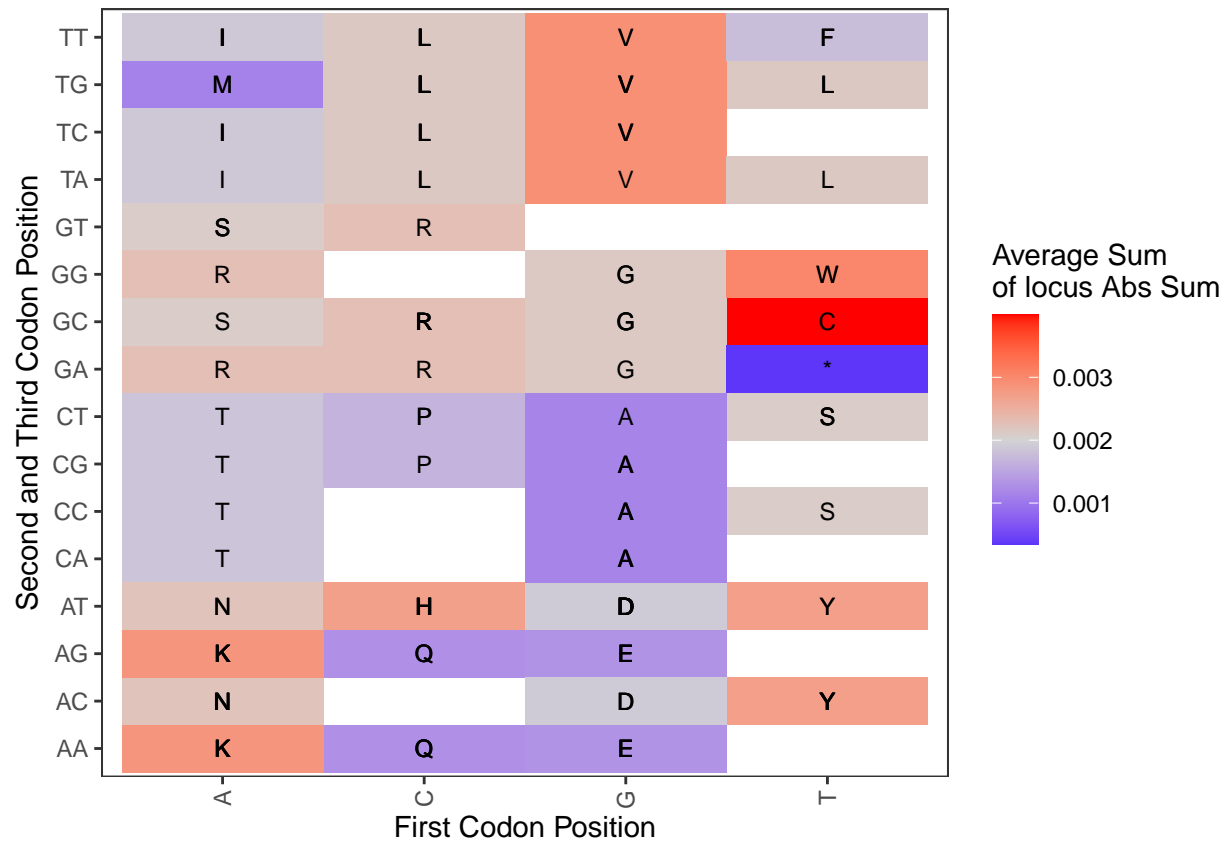 TT I L V F
TG M L V L
TC I L V
TA I L V L
GT S R
GG R G W
GC S R G C
GA R R G *
CT T P A S
CG T P A
CC T A S
CA T A
AT N H D Y
AG K Q E
AC N D Y
AA K Q E
A C G T
First Codon Position
Second and Third Codon Position
Average Sum
of locus Abs Sum
0.003
0.002
0.001